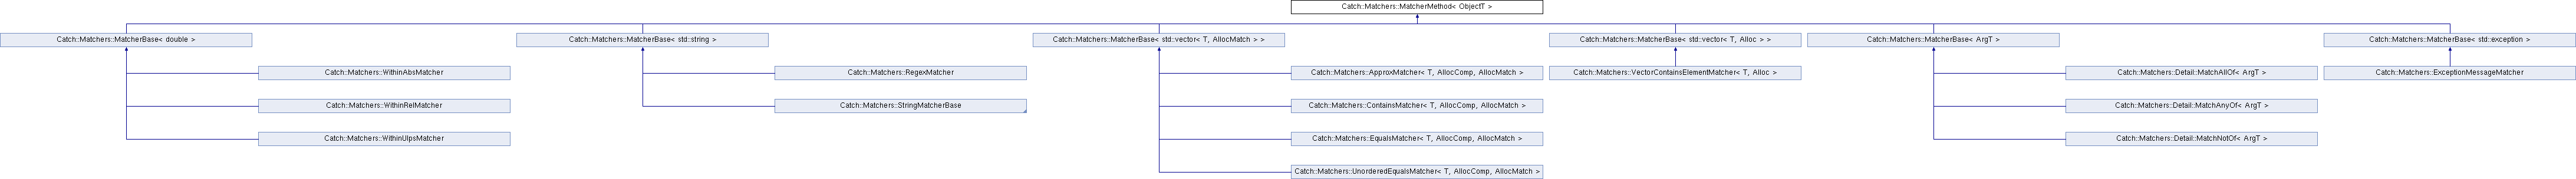 Catch::Matchers::MatcherMethod< ObjectT >
Catch::Matchers::MatcherBase< double >
Catch::Matchers::MatcherBase< std::string >
Catch::Matchers::MatcherBase< std::vector< T, AllocMatch > >
Catch::Matchers::MatcherBase< std::vector< T, Alloc > >
Catch::Matchers::MatcherBase< ArgT >
Catch::Matchers::MatcherBase< std::exception >
Catch::Matchers::WithinAbsMatcher
Catch::Matchers::RegexMatcher
Catch::Matchers::ApproxMatcher< T, AllocComp, AllocMatch >
Catch::Matchers::VectorContainsElementMatcher< T, Alloc >
Catch::Matchers::Detail::MatchAllOf< ArgT >
Catch::Matchers::ExceptionMessageMatcher
Catch::Matchers::WithinRelMatcher
Catch::Matchers::StringMatcherBase
Catch::Matchers::ContainsMatcher< T, AllocComp, AllocMatch >
Catch::Matchers::Detail::MatchAnyOf< ArgT >
Catch::Matchers::WithinUlpsMatcher
Catch::Matchers::EqualsMatcher< T, AllocComp, AllocMatch >
Catch::Matchers::Detail::MatchNotOf< ArgT >
Catch::Matchers::UnorderedEqualsMatcher< T, AllocComp, AllocMatch >